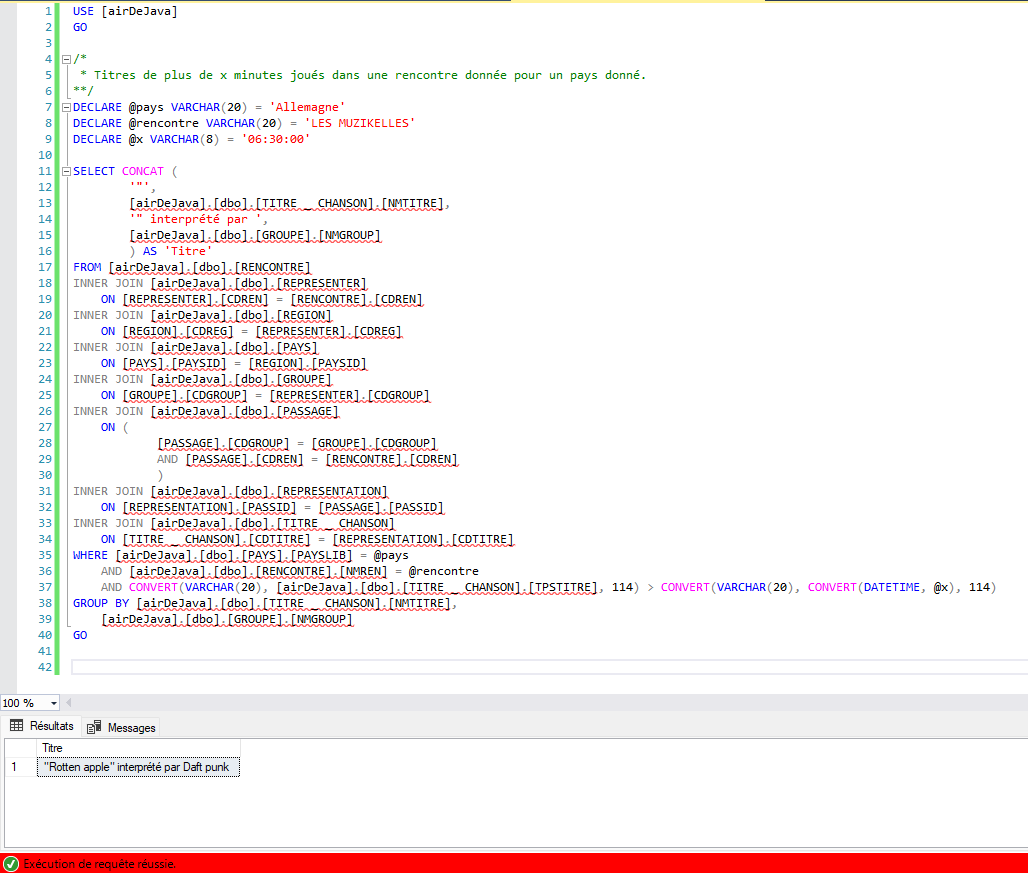 1 USE [airDeJava]
2 GO
3
4 /*
5 * Titres de plus de x minutes joués dans une rencontre donnée pour un pays donné.
6 **/
7 DECLARE @pays VARCHAR(20) = 'Allemagne'
8 DECLARE @rencontre VARCHAR(20) = 'LES MUZIKELLES'
9 DECLARE @x VARCHAR(8) = '06:30:00'
10
11 SELECT CONCAT (
12 '"',
13 [airDeJava].[dbo].[TITRE _ CHANSON].[NMTITRE],
14 '" interprété par ',
15 [airDeJava].[dbo].[GROUPE].[NMGROUP]
16 ) AS 'Titre'
17 FROM [airDeJava].[dbo].[RENCONTRE]
18 INNER JOIN [airDeJava].[dbo].[REPRESENTER]
19 ON [REPRESENTER].[CDREN] = [RENCONTRE].[CDREN]
20 INNER JOIN [airDeJava].[dbo].[REGION]
21 ON [REGION].[CDREG] = [REPRESENTER].[CDREG]
22 INNER JOIN [airDeJava].[dbo].[PAYS]
23 ON [PAYS].[PAYSID] = [REGION].[PAYSID]
24 INNER JOIN [airDeJava].[dbo].[GROUPE]
25 ON [GROUPE].[CDGROUP] = [REPRESENTER].[CDGROUP]
26 INNER JOIN [airDeJava].[dbo].[PASSAGE]
27 ON (
28 [PASSAGE].[CDGROUP] = [GROUPE].[CDGROUP]
29 AND [PASSAGE].[CDREN] = [RENCONTRE].[CDREN]
30 )
31 INNER JOIN [airDeJava].[dbo].[REPRESENTATION]
32 ON [REPRESENTATION].[PASSID] = [PASSAGE].[PASSID]
33 INNER JOIN [airDeJava].[dbo].[TITRE _ CHANSON]
34 ON [TITRE _ CHANSON].[CDTITRE] = [REPRESENTATION].[CDTITRE]
35 WHERE [airDeJava].[dbo].[PAYS].[PAYSLIB] = @pays
36 AND [airDeJava].[dbo].[RENCONTRE].[NMREN] = @rencontre
37 AND CONVERT(VARCHAR(20), [airDeJava].[dbo].[TITRE _ CHANSON].[TPSTITRE], 114) > CONVERT(VARCHAR(20), CONVERT(DATETIME, @x), 114)
38 GROUP BY [airDeJava].[dbo].[TITRE _ CHANSON].[NMTITRE],
39 [airDeJava].[dbo].[GROUPE].[NMGROUP]
40 GO
41
42
100 %
Résultats Messages
Titre
1 "Rotten apple" interprété par Daft punk
Exécution de requête réussie.